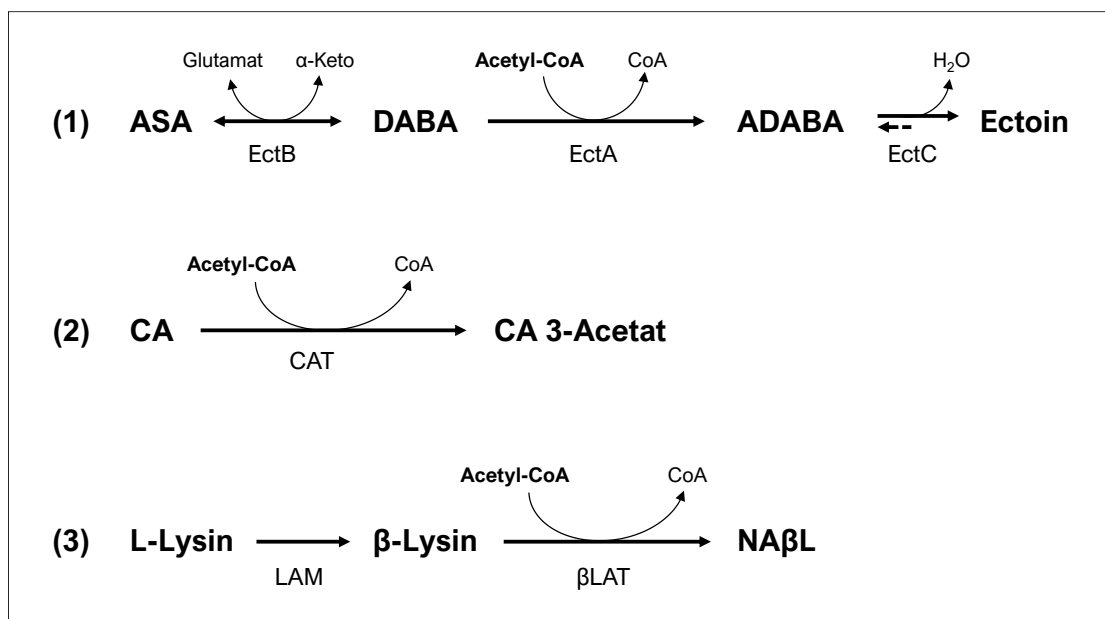 Glutamat α-Keto Acetyl-CoA CoA H₂O
(1) ASA DABA ADABA Ectoin
EctB EctA EctC
Acetyl-CoA CoA
(2) CA CA 3-Acetat
CAT
Acetyl-CoA CoA
(3) L-Lysin β-Lysin NAβL
LAM βLAT